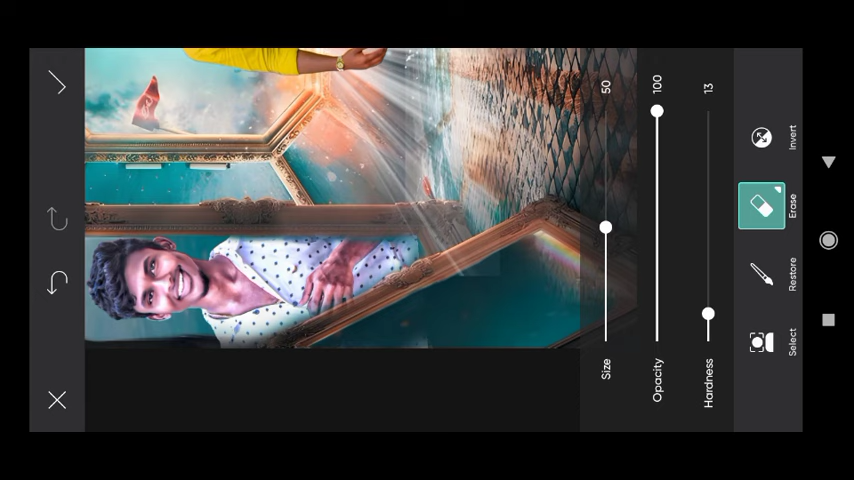 Size
50
Opacity
100
Hardness
13
Select
Restore
Erase
Invert